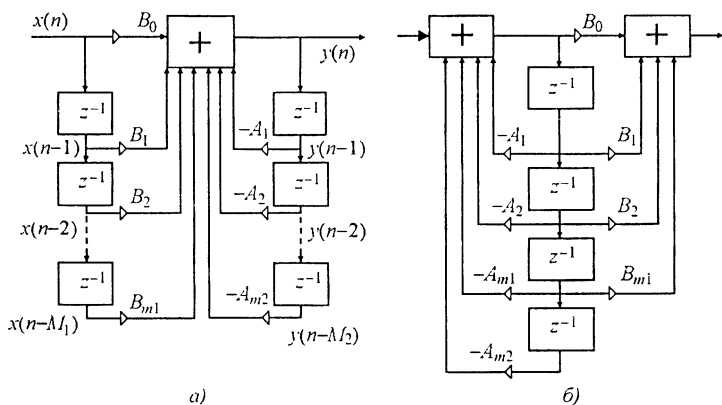 x(n) B₀ + y(n)
z⁻¹ z⁻¹
x(n−1) B₁ −A₁ y(n−1)
z⁻¹ z⁻¹
x(n−2) B₂ −A₂ y(n−2)
z⁻¹ z⁻¹
x(n−M₁) Bₘ₁ −Aₘ₂ y(n−M₂)
а)
+ B₀ +
z⁻¹
−A₁ B₁
z⁻¹
−A₂ B₂
z⁻¹
−Aₘ₁ Bₘ₁
z⁻¹
−Aₘ₂
б)